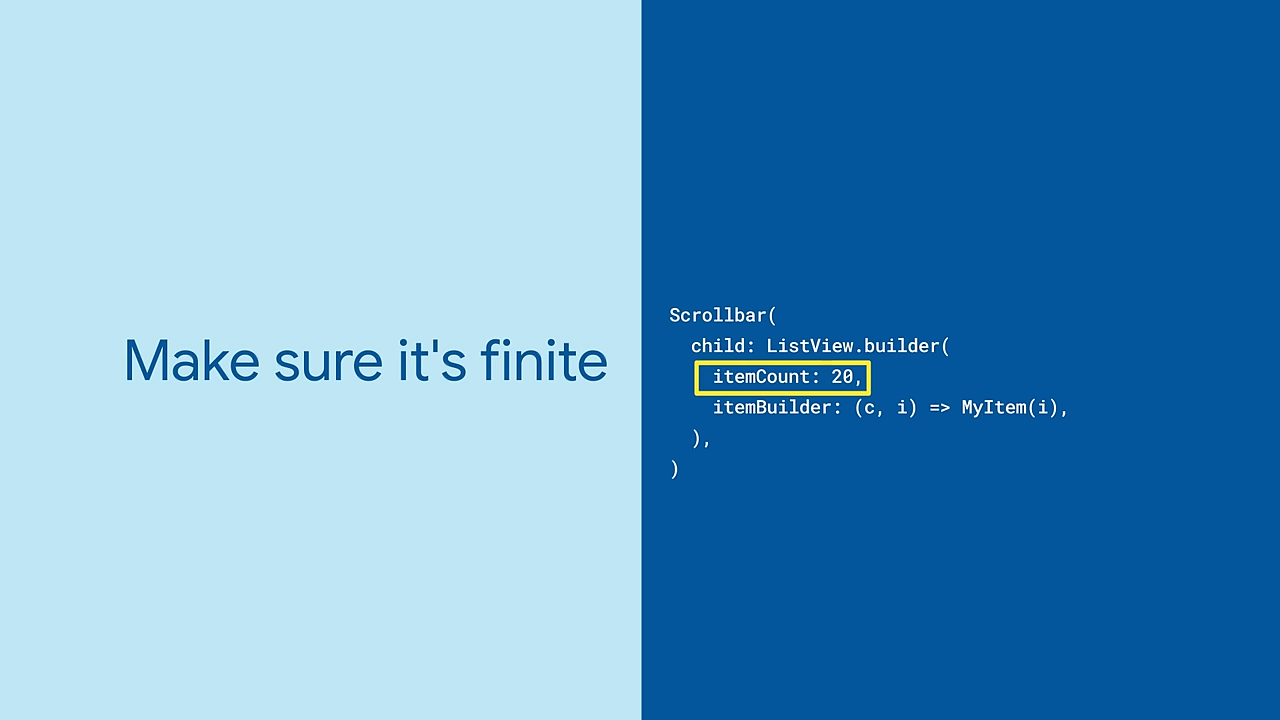 Make sure it's finite
Scrollbar(
  child: ListView.builder(
    itemCount: 20,
    itemBuilder: (c, i) => MyItem(i),
  ),
)